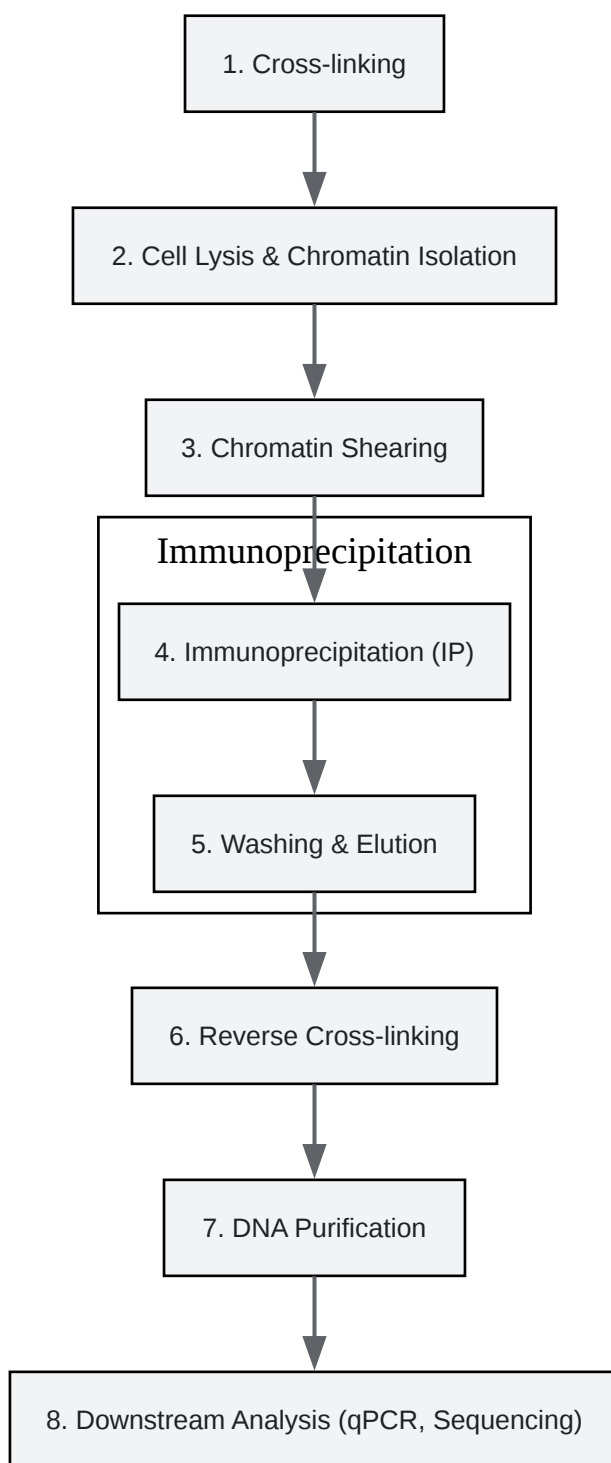 1. Cross-linking
2. Cell Lysis & Chromatin Isolation
3. Chromatin Shearing
Immunoprecipitation
4. Immunoprecipitation (IP)
5. Washing & Elution
6. Reverse Cross-linking
7. DNA Purification
8. Downstream Analysis (qPCR, Sequencing)